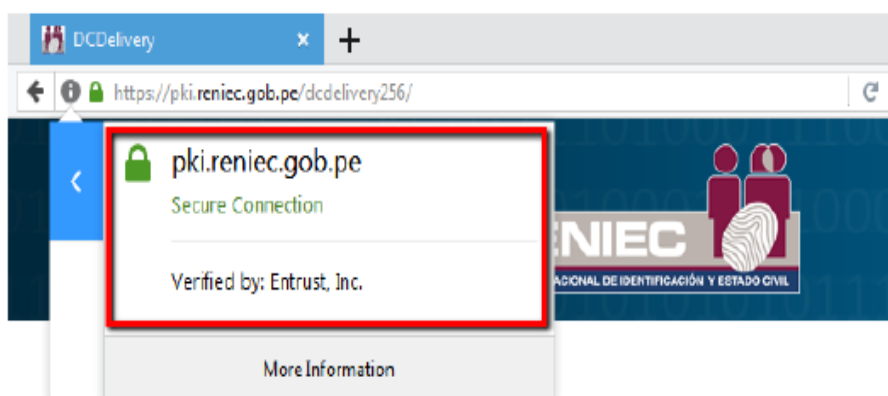 DCDelivery
https://pki.reniec.gob.pe/dcdelivery256/
pki.reniec.gob.pe
Secure Connection
Verified by: Entrust, Inc.
More Information
ENIEC
ACIONAL DE IDENTIFICACIÓN Y ESTADO CIVIL